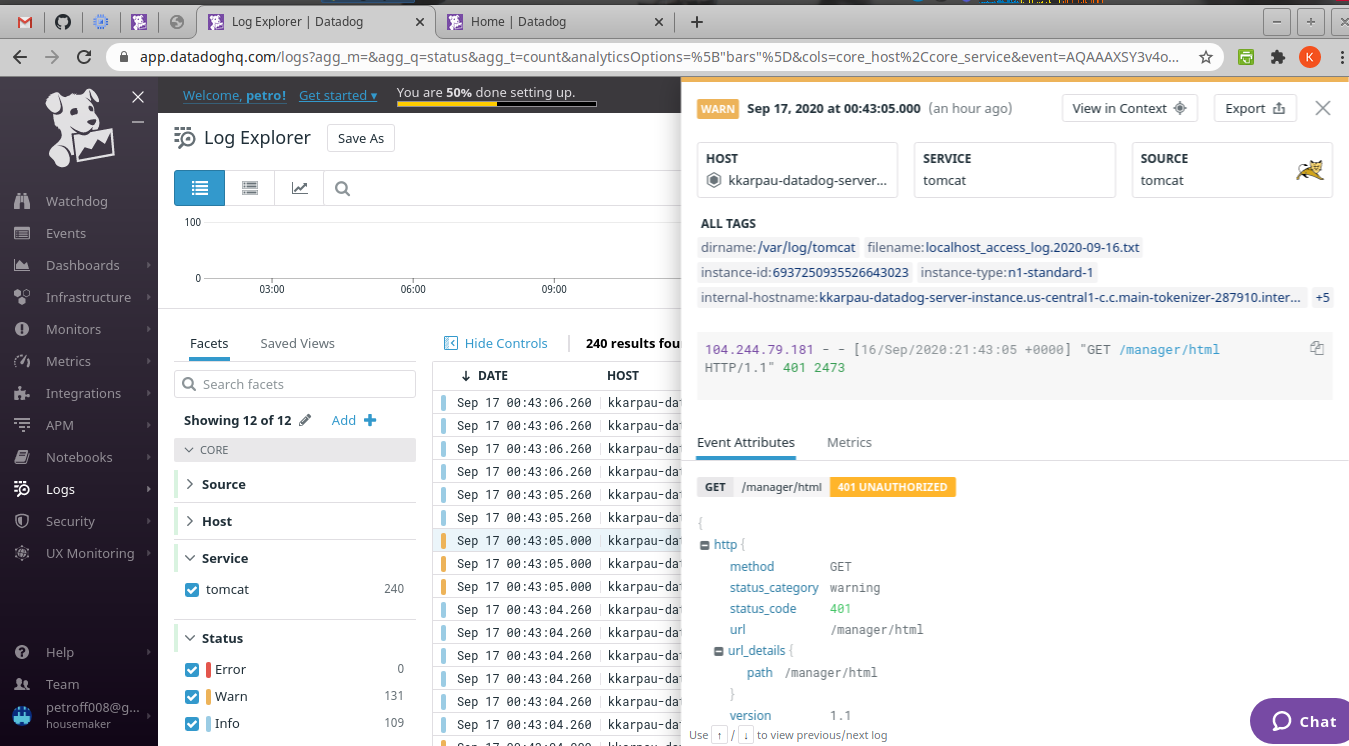 Log Explorer | Datadog
Home | Datadog
app.datadoghq.com/logs?agg_m=&agg_q=status&agg_t=count&analyticsOptions=%5B"bars"%5D&cols=core_host%2Ccore_service&event=AQAAAXSY3v4o...
K
Welcome, petro!
Get started ▾
You are 50% done setting up.
Watchdog
Events
Dashboards
Infrastructure
Monitors
Metrics
Integrations
APM
Notebooks
Logs
Security
UX Monitoring
Help
Team
petroff008@g...
housemaker
Log Explorer
Save As
100
0
03:00
06:00
09:00
Facets
Saved Views
Search facets
Showing 12 of 12
Add
CORE
Source
Host
Service
tomcat 240
Status
Error 0
Warn 131
Info 109
Hide Controls
240 results fou
DATE HOST
Sep 17 00:43:06.260 kkarpau-da
Sep 17 00:43:06.260 kkarpau-da
Sep 17 00:43:06.260 kkarpau-da
Sep 17 00:43:06.260 kkarpau-da
Sep 17 00:43:05.260 kkarpau-da
Sep 17 00:43:05.260 kkarpau-da
Sep 17 00:43:05.000 kkarpau-da
Sep 17 00:43:05.000 kkarpau-da
Sep 17 00:43:05.000 kkarpau-da
Sep 17 00:43:04.260 kkarpau-da
Sep 17 00:43:04.260 kkarpau-da
Sep 17 00:43:04.260 kkarpau-da
Sep 17 00:43:04.260 kkarpau-da
Sep 17 00:43:04.260 kkarpau-da
Sep 17 00:43:04.260 kkarpau-da
WARN
Sep 17, 2020 at 00:43:05.000 (an hour ago)
View in Context
Export
HOST
kkarpau-datadog-server...
SERVICE
tomcat
SOURCE
tomcat
ALL TAGS
dirname:/var/log/tomcat filename:localhost_access_log.2020-09-16.txt
instance-id:6937250935526643023 instance-type:n1-standard-1
internal-hostname:kkarpau-datadog-server-instance.us-central1-c.c.main-tokenizer-287910.inter... +5
104.244.79.181 - - [16/Sep/2020:21:43:05 +0000] "GET /manager/html
HTTP/1.1" 401 2473
Event Attributes
Metrics
GET /manager/html 401 UNAUTHORIZED
{
http {
method GET
status_category warning
status_code 401
url /manager/html
url_details {
path /manager/html
}
version 1.1
Use ↑ / ↓ to view previous/next log
Chat